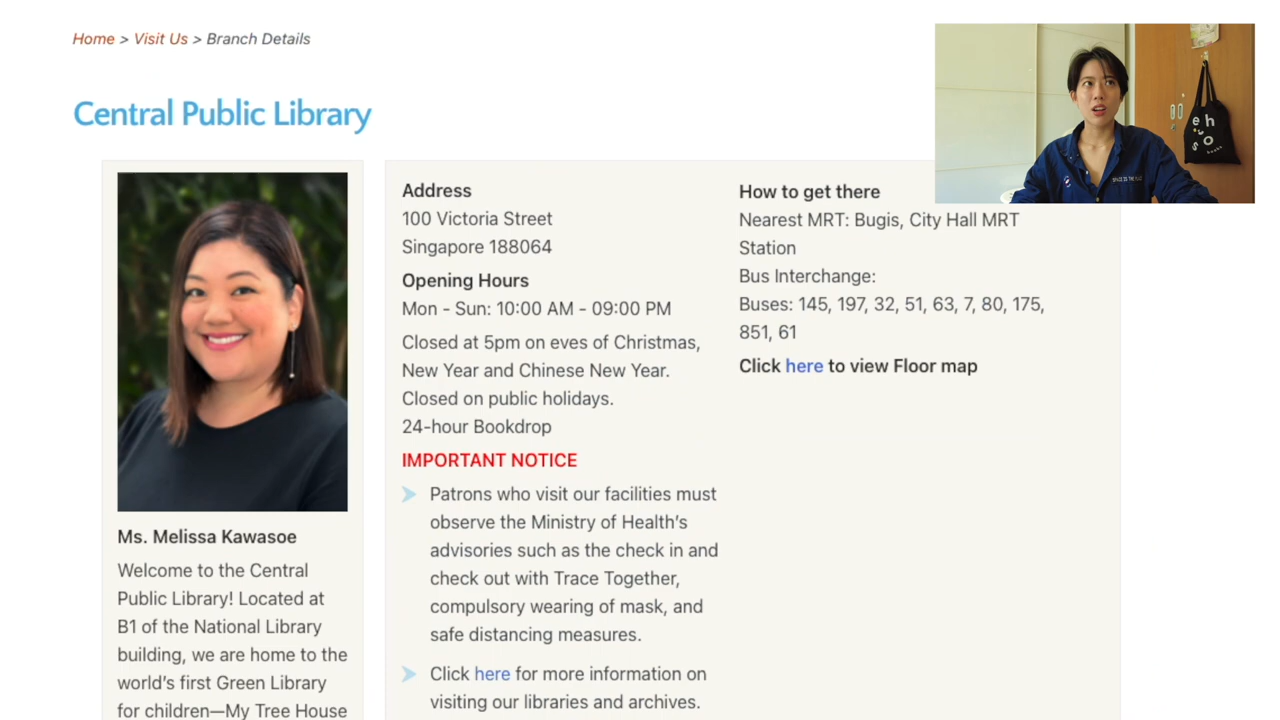 Home > Visit Us > Branch Details
Central Public Library
Ms. Melissa Kawasoe
Welcome to the Central
Public Library! Located at
B1 of the National Library
building, we are home to the
world's first Green Library
for children—My Tree House
Address
100 Victoria Street
Singapore 188064
Opening Hours
Mon - Sun: 10:00 AM - 09:00 PM
Closed at 5pm on eves of Christmas,
New Year and Chinese New Year.
Closed on public holidays.
24-hour Bookdrop
IMPORTANT NOTICE
Patrons who visit our facilities must
observe the Ministry of Health's
advisories such as the check in and
check out with Trace Together,
compulsory wearing of mask, and
safe distancing measures.
Click here for more information on
visiting our libraries and archives.
How to get there
Nearest MRT: Bugis, City Hall MRT
Station
Bus Interchange:
Buses: 145, 197, 32, 51, 63, 7, 80, 175,
851, 61
Click here to view Floor map